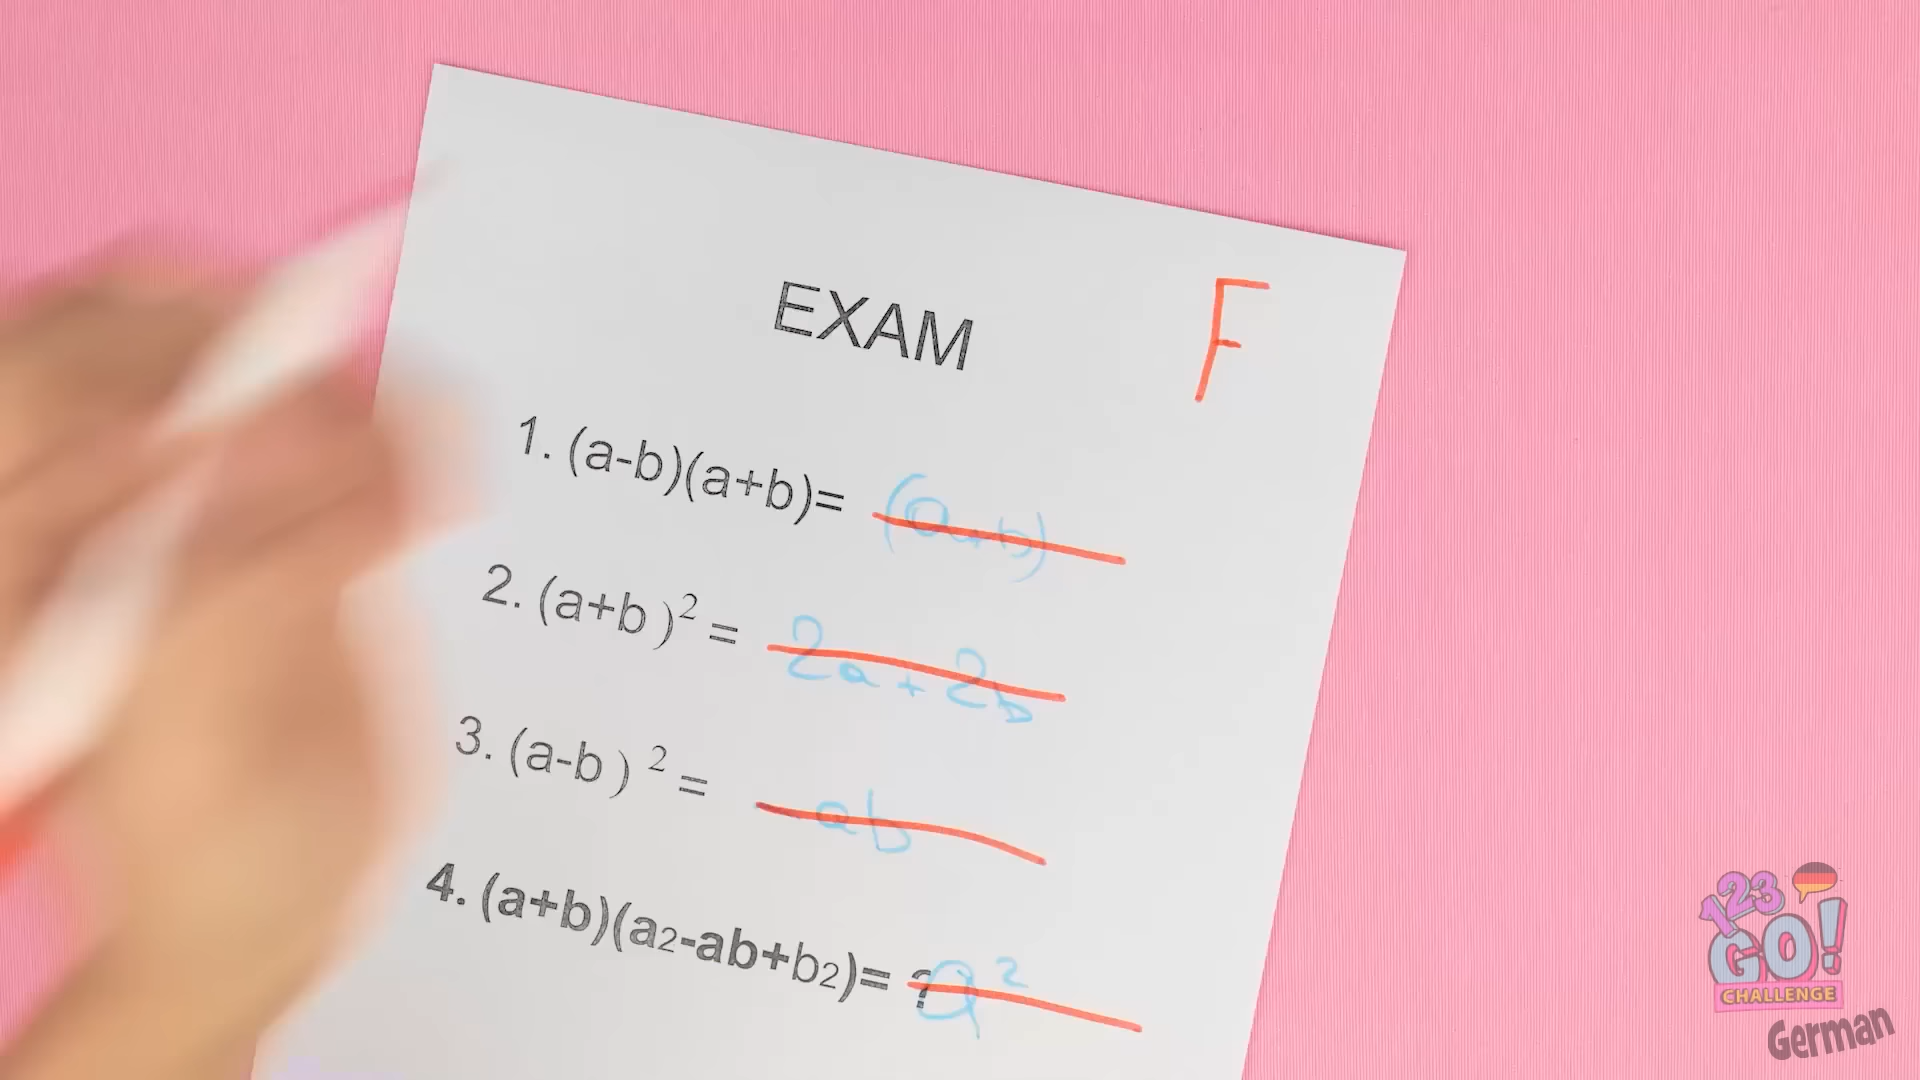 EXAM F
1. (a-b)(a+b)= (a+b)
2. (a+b)² = 2a+2b
3. (a-b)² = ab
4. (a+b)(a2-ab+b2)= ? a²
123
GO!
CHALLENGE
German